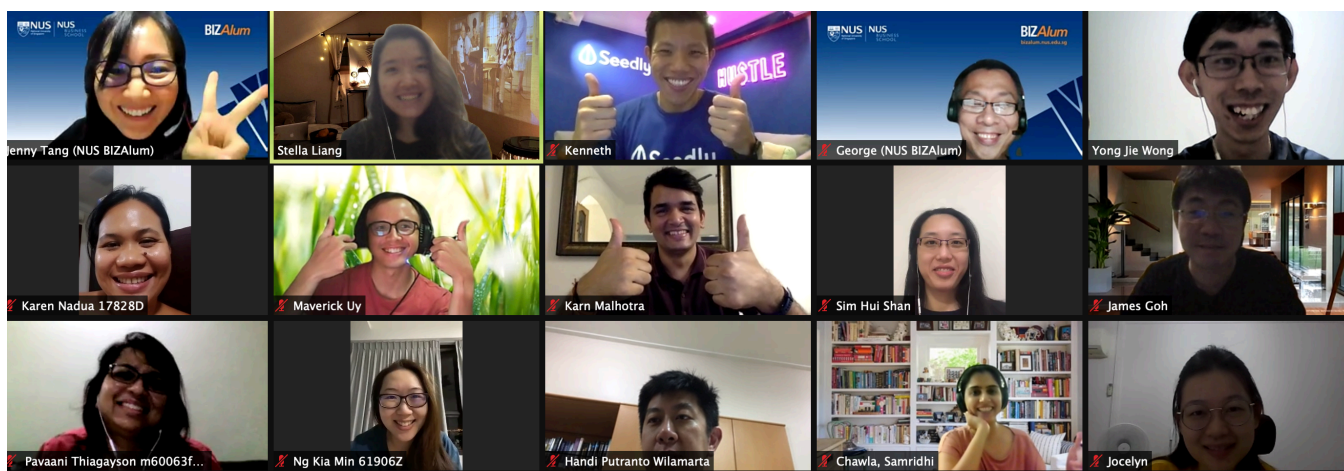 NUS
NUS
BUSINESS
SCHOOL
BIZAlum
Jenny Tang (NUS BIZAlum)
Stella Liang
Seedly
HUSTLE
Seedly
Kenneth
NUS
NUS
BUSINESS
SCHOOL
BIZAlum
bizalum.nus.edu.sg
George (NUS BIZAlum)
Yong Jie Wong
Karen Nadua 17828D
Maverick Uy
Karn Malhotra
Sim Hui Shan
James Goh
Pavaani Thiagayson m60063f...
Ng Kia Min 61906Z
Handi Putranto Wilamarta
Chawla, Samridhi
Jocelyn